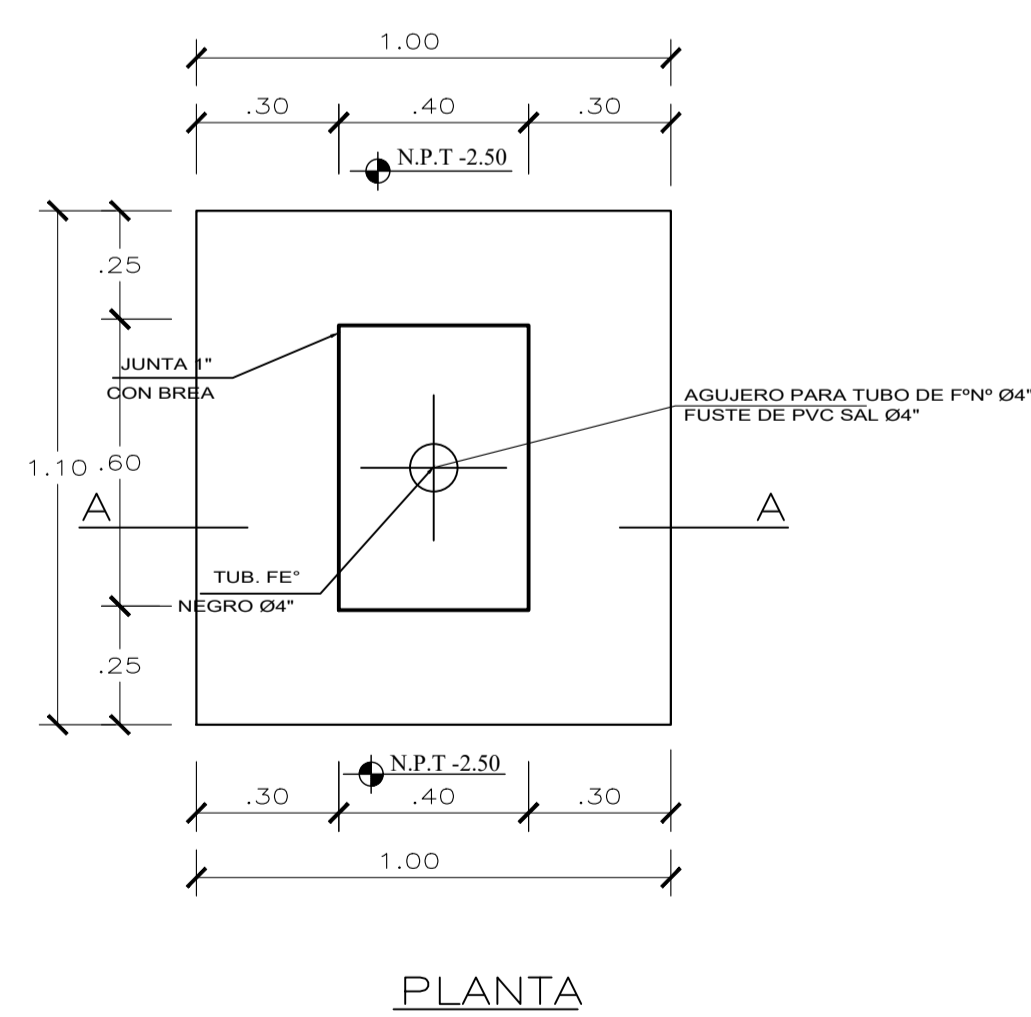 1.00
.30 .40 .30
N.P.T -2.50
.25
JUNTA 1"
CON BREA
AGUJERO PARA TUBO DE FºNº Ø4"
FUSTE DE PVC SAL Ø4"
1.10 .60
A A
TUB. FE°
NEGRO Ø4"
.25
N.P.T -2.50
.30 .40 .30
1.00
PLANTA